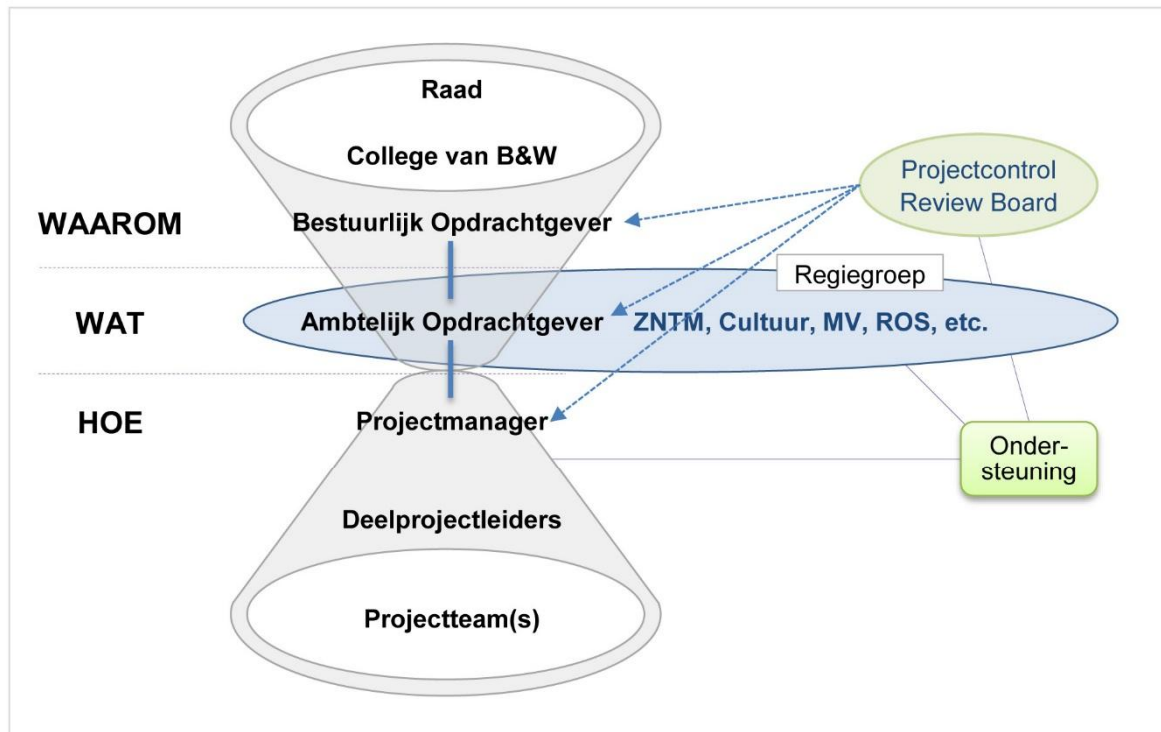 Raad
College van B&W
Projectcontrol
Review Board
WAAROM
Bestuurlijk Opdrachtgever
Regiegroep
WAT
Ambtelijk Opdrachtgever
ZNTM, Cultuur, MV, ROS, etc.
HOE
Projectmanager
Onder-
steuning
Deelprojectleiders
Projectteam(s)